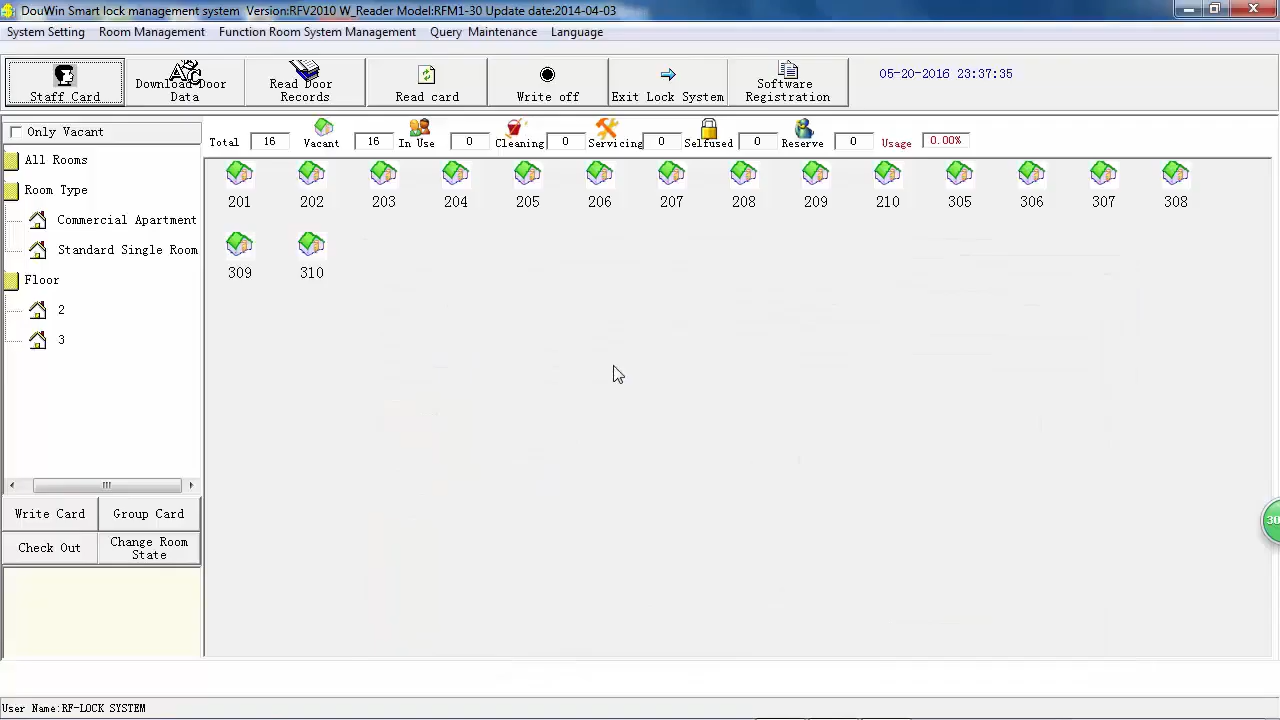 DouWin Smart lock management system  Version:RFV2010 W_Reader Model:RFM1-30 Update date:2014-04-03
System Setting  Room Management  Function Room System Management  Query  Maintenance  Language
Staff Card
Download Door Data
Read Door Records
Read card
Write off
Exit Lock System
Software Registration
05-20-2016 23:37:35
Only Vacant
Total 16 Vacant 16 In Use 0 Cleaning 0 Servicing 0 Selfused 0 Reserve 0 Usage 0.00%
All Rooms
Room Type
Commercial Apartment
Standard Single Room
Floor
2
3
201 202 203 204 205 206 207 208 209 210 305 306 307 308
309 310
Write Card
Group Card
Check Out
Change Room State
30
User Name:RF-LOCK SYSTEM